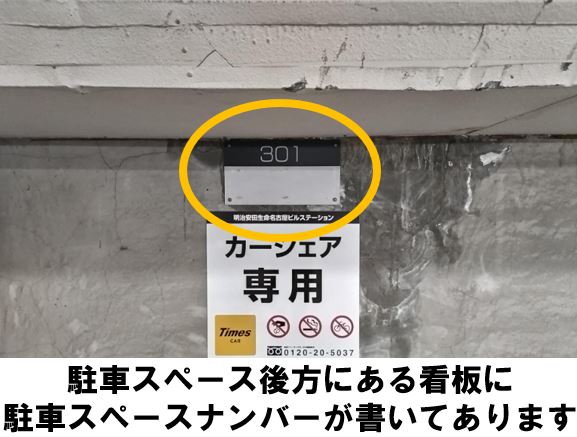 301
明治安田生命名古屋ビルステーション
カーシェア
専用
Times
CAR
0120-20-5037
駐車スペース後方にある看板に
駐車スペースナンバーが書いてあります